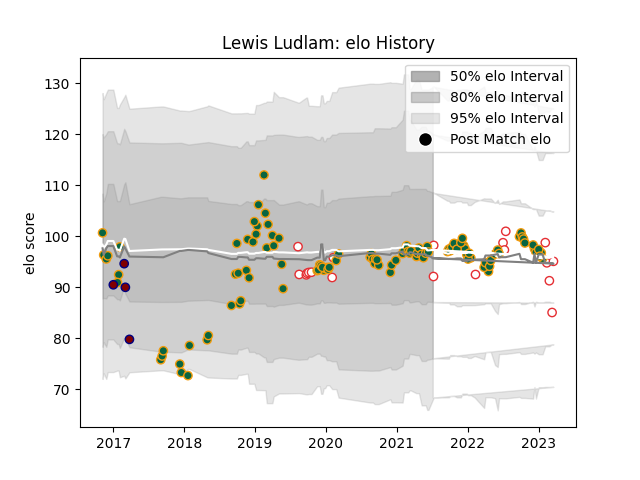 Lewis Ludlam: elo History
50% elo Interval
80% elo Interval
95% elo Interval
Post Match elo
elo score
130
120
110
100
90
80
70
2017 2018 2019 2020 2021 2022 2023